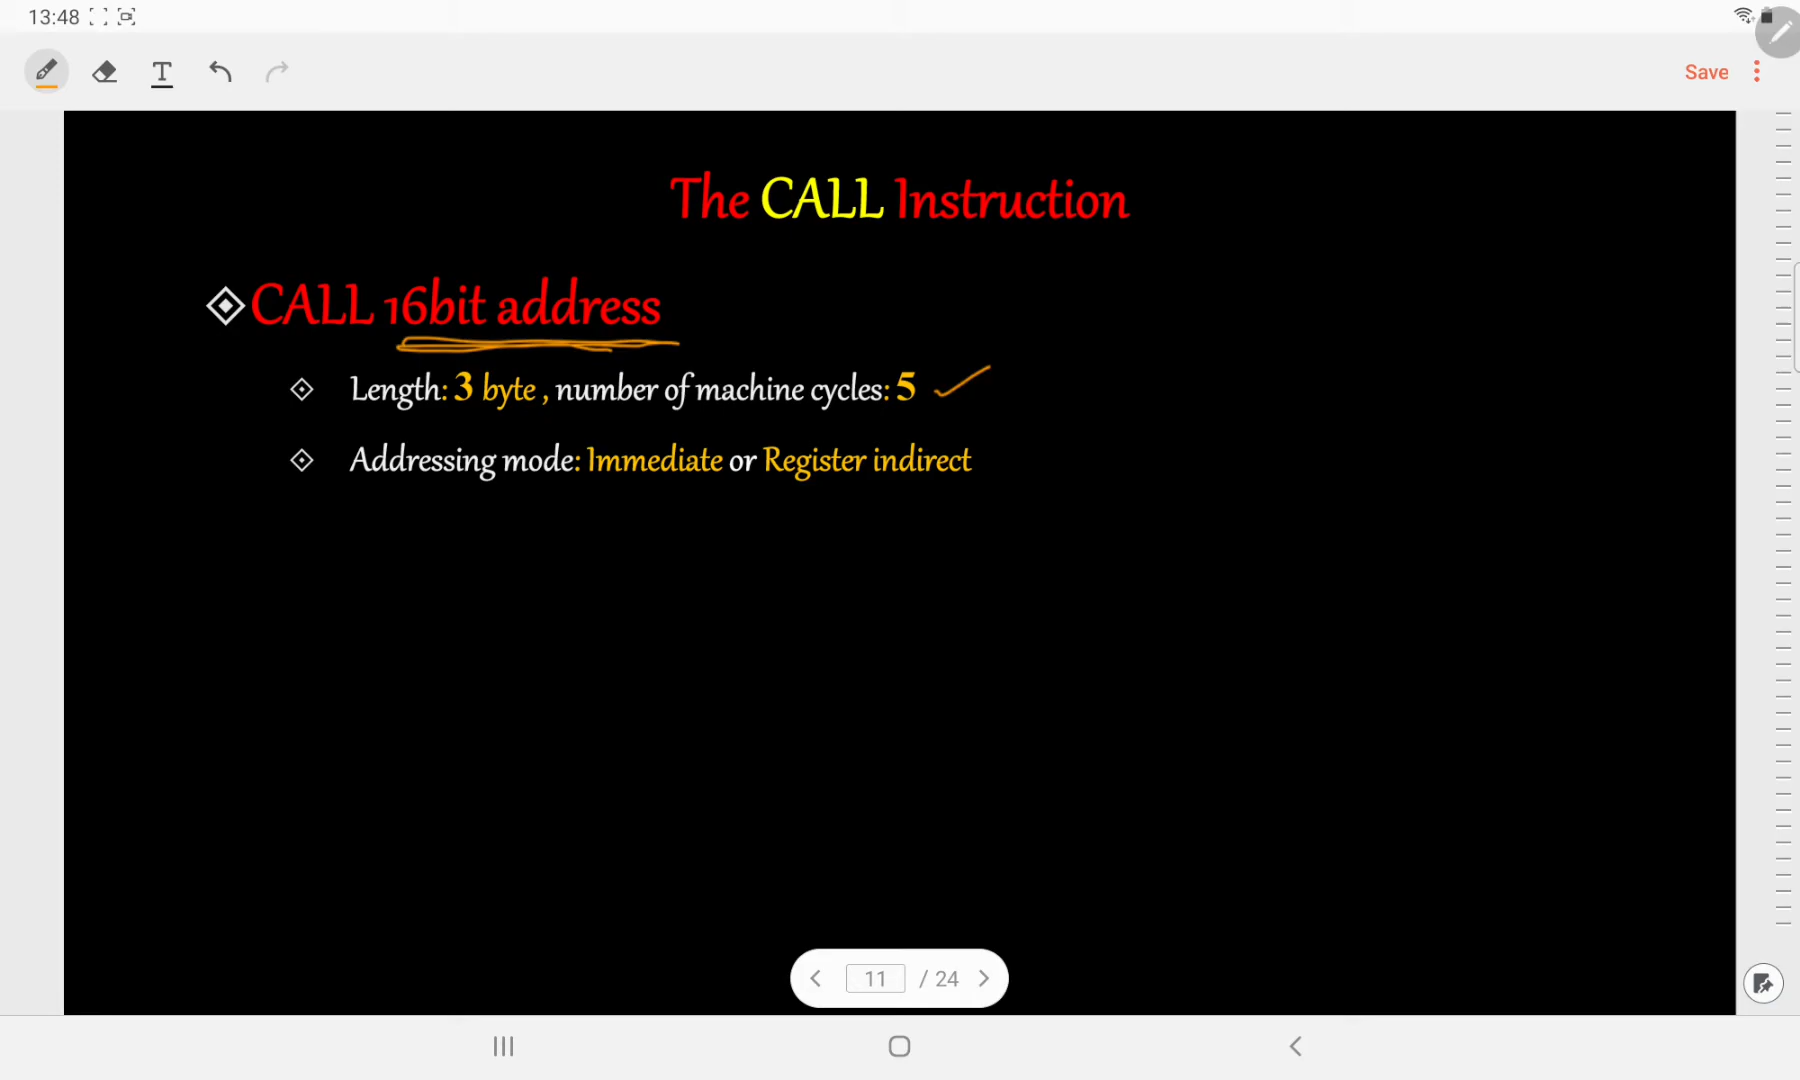 13:48
Save
The CALL Instruction
CALL 16bit address
Length: 3 byte , number of machine cycles: 5
Addressing mode: Immediate or Register indirect
11 / 24